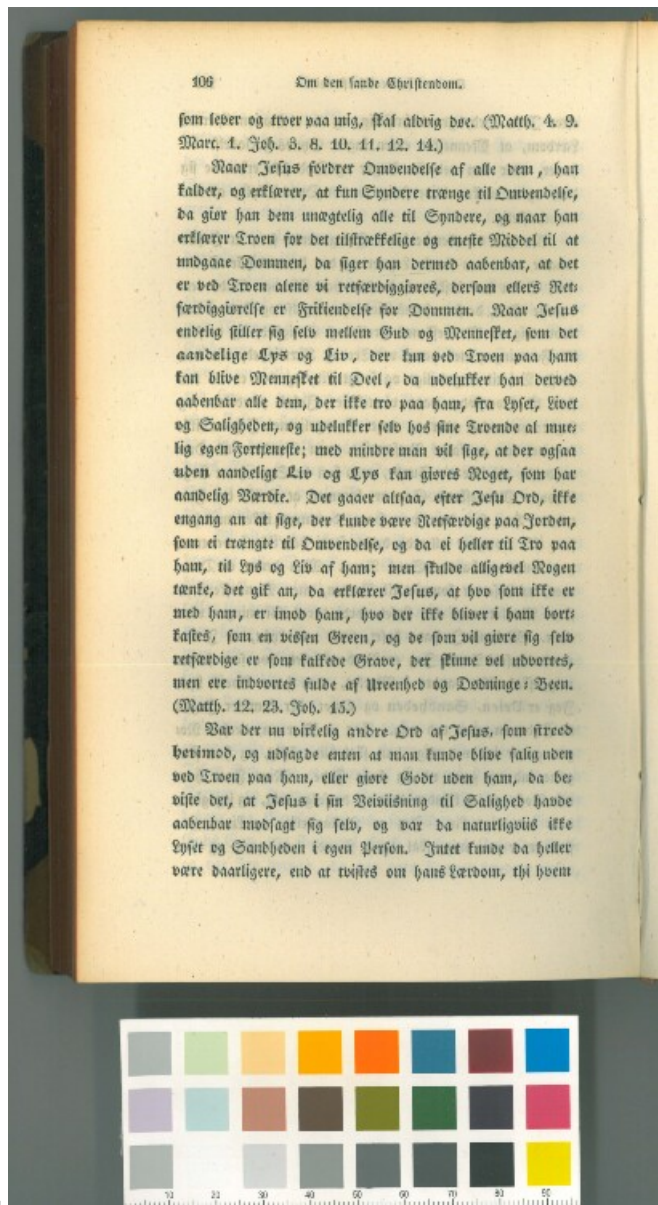 106 Om den sande Christendom.
som lever og troer paa mig, skal aldrig døe. (Matth. 4. 9.
Marc. 1. Joh. 3. 8. 10. 11. 12. 14.)
Naar Jesus fordrer Omvendelse af alle dem, han
kalder, og erklærer, at kun Syndere trænge til Omvendelse,
da giør han dem unægtelig alle til Syndere, og naar han
erklærer Troen for det tilstrækkelige og eneste Middel til at
undgaae Dommen, da siger han dermed aabenbar, at det
er ved Troen alene vi retfærdiggiøres, dersom ellers Ret⸗
færdiggiørelse er Frikiendelse for Dommen. Naar Jesus
endelig stiller sig selv mellem Gud og Mennesket, som det
aandelige Lys og Liv, der kun ved Troen paa ham
kan blive Mennesket til Deel, da udelukker han derved
aabenbar alle dem, der ikke tro paa ham, fra Lyset, Livet
og Saligheden, og udelukker selv hos sine Troende al mue⸗
lig egen Fortjeneste; med mindre man vil sige, at der ogsaa
uden aandeligt Liv og Lys kan giøres Noget, som har
aandelig Værdie. Det gaaer altsaa, efter Jesu Ord, ikke
engang an at sige, der kunde være Retfærdige paa Jorden,
som ei trængte til Omvendelse, og da ei heller til Tro paa
ham, til Lys og Liv af ham; men skulde alligevel Nogen
tænke, det gik an, da erklærer Jesus, at hvo som ikke er
med ham, er imod ham, hvo der ikke bliver i ham bort⸗
kastes, som en vissen Green, og de som vil giøre sig selv
retfærdige er som kalkede Grave, der skinne vel udvortes,
men ere indvortes fulde af Ureenhed og Dødninge⸗Been.
(Matth. 12. 23. Joh. 15.)
Var der nu virkelig andre Ord af Jesus, som streed
herimod, og udsagde enten at man kunde blive salig uden
ved Troen paa ham, eller giøre Godt uden ham, da be⸗
viste det, at Jesus i sin Veiviisning til Salighed havde
aabenbar modsagt sig selv, og var da naturligviis ikke
Lyset og Sandheden i egen Person. Intet kunde da heller
være daarligere, end at tvistes om hans Lærdom, thi hvem
10 20 30 40 50 60 70 80 90